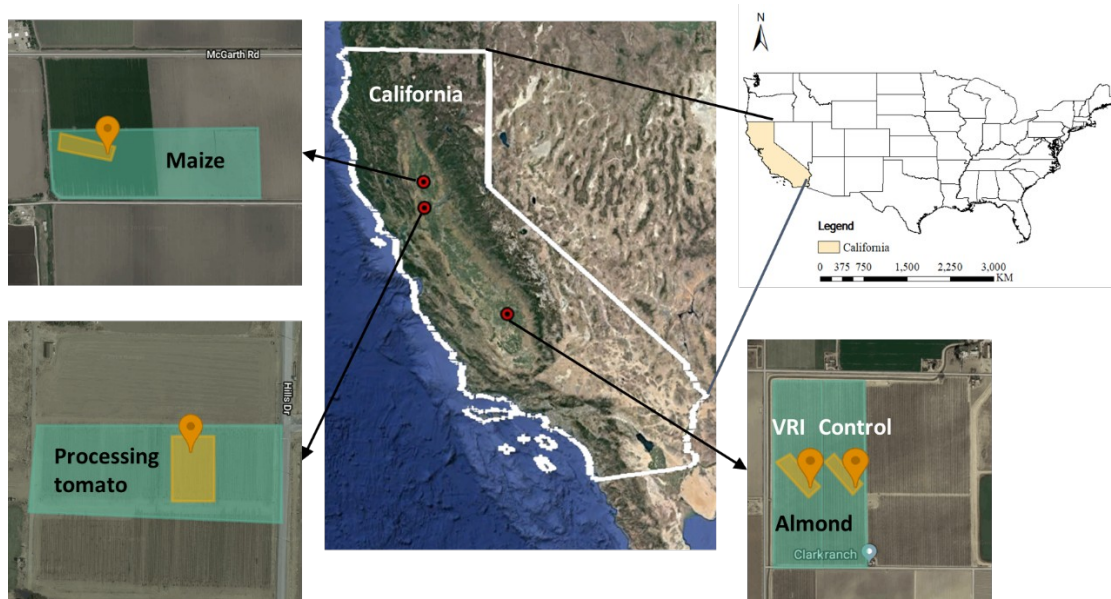 McGarth Rd
Maize
California
N
Legend
California
0 375 750 1,500 2,250 3,000
KM
Processing
tomato
Hills Dr
VRI Control
Almond
Clarkranch